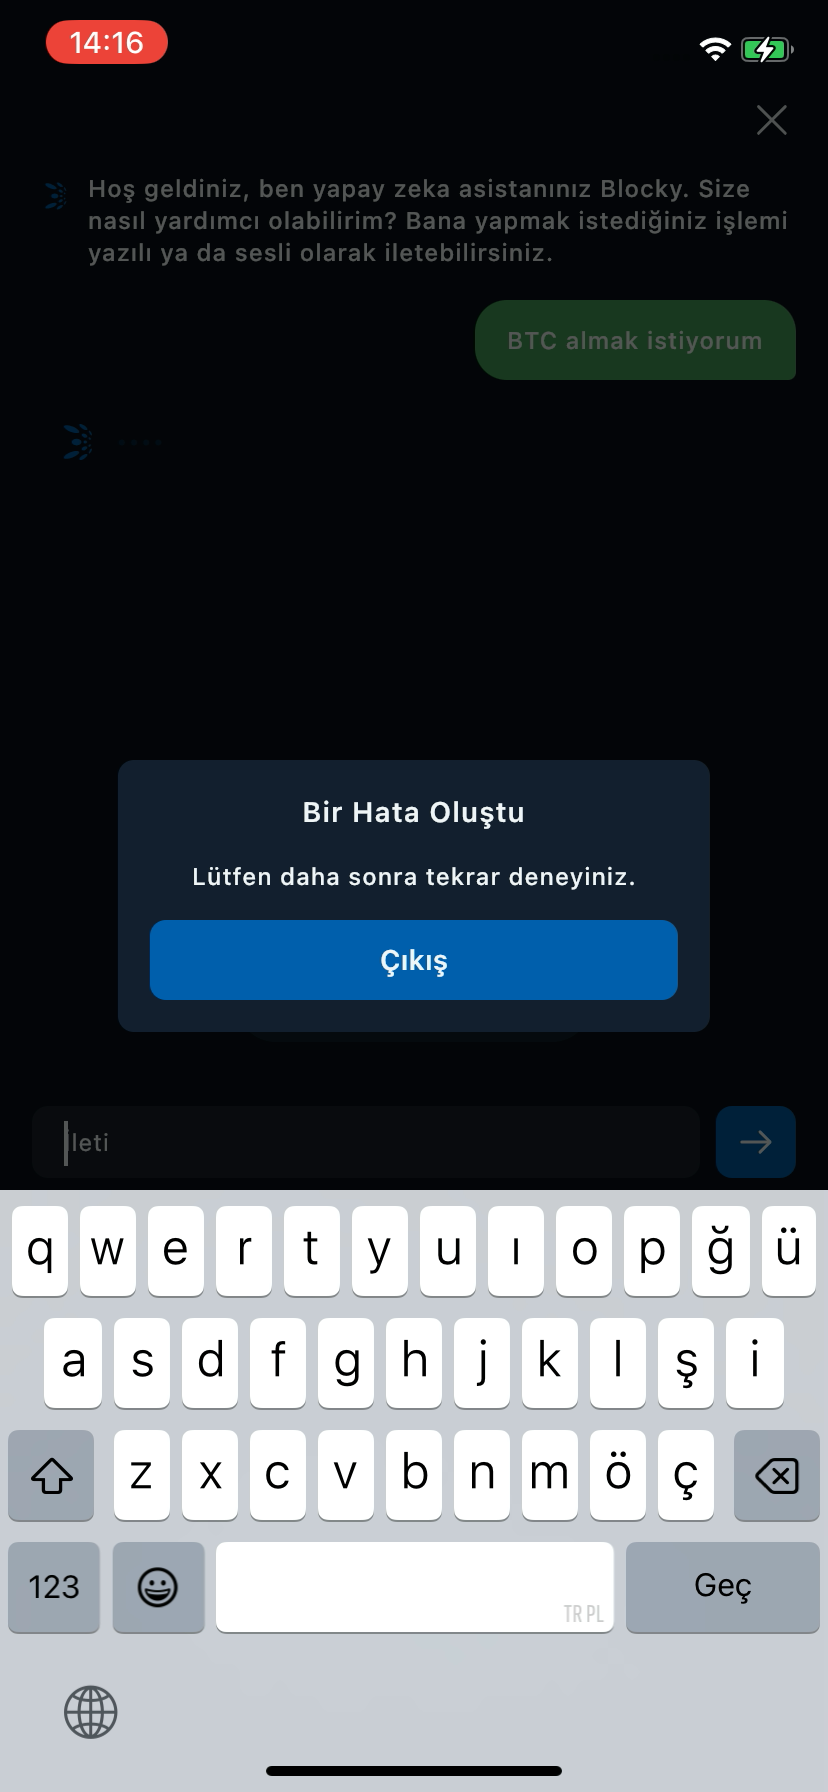 14:16
Hoş geldiniz, ben yapay zeka asistanınız Blocky. Size
nasıl yardımcı olabilirim? Bana yapmak istediğiniz işlemi
yazılı ya da sesli olarak iletebilirsiniz.
BTC almak istiyorum
Bir Hata Oluştu
Lütfen daha sonra tekrar deneyiniz.
Çıkış
İleti
q w e r t y u ı o p ğ ü
a s d f g h j k l ş i
z x c v b n m ö ç
123
TR PL
Geç